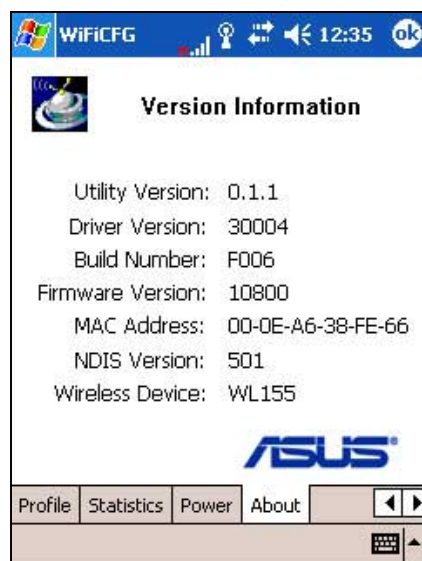 WiFiCFG 12:35 ok
Version Information
Utility Version: 0.1.1
Driver Version: 30004
Build Number: F006
Firmware Version: 10800
MAC Address: 00-0E-A6-38-FE-66
NDIS Version: 501
Wireless Device: WL155
ASUS
Profile Statistics Power About